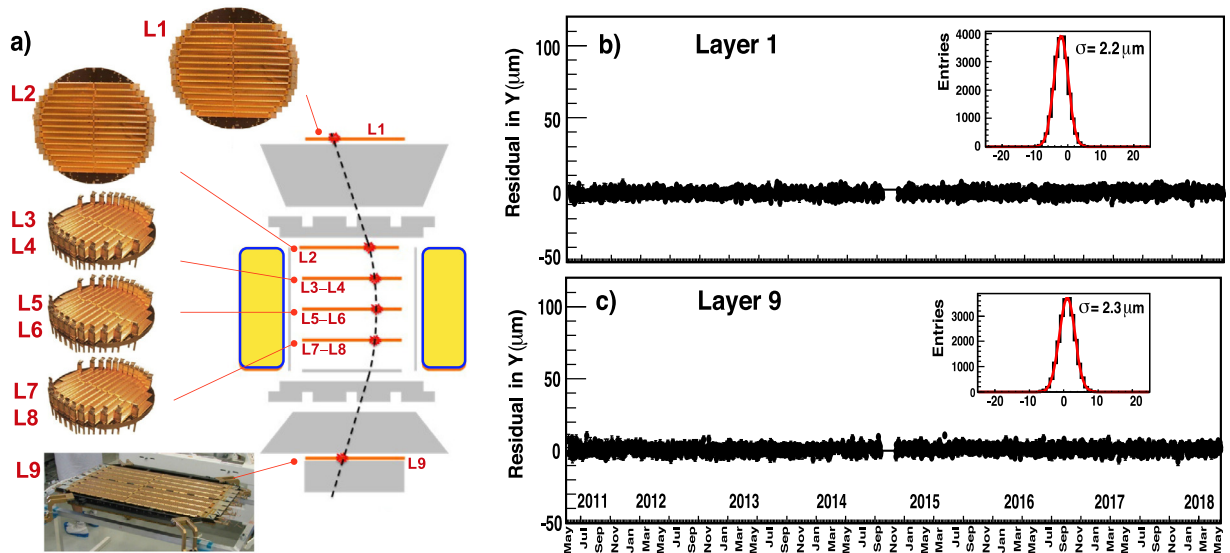 a)
L1
L2
L3
L4
L5
L6
L7
L8
L9
L1
L2
L3–L4
L5–L6
L7–L8
L9
b) Layer 1
Residual in Y (μm)
100
50
0
-50
Entries
4000
3000
2000
1000
0
σ= 2.2 μm
-20 -10 0 10 20
c) Layer 9
Residual in Y (μm)
100
50
0
-50
Entries
3000
2000
1000
0
σ= 2.3 μm
-20 -10 0 10 20
2011 2012 2013 2014 2015 2016 2017 2018
May Jul Sep Nov Jan Mar May Jul Sep Nov Jan Mar May Jul Sep Nov Jan Mar May Jul Sep Nov Jan Mar May Jul Sep Nov Jan Mar May Jul Sep Nov Jan Mar May Jul Sep Nov Jan Mar May